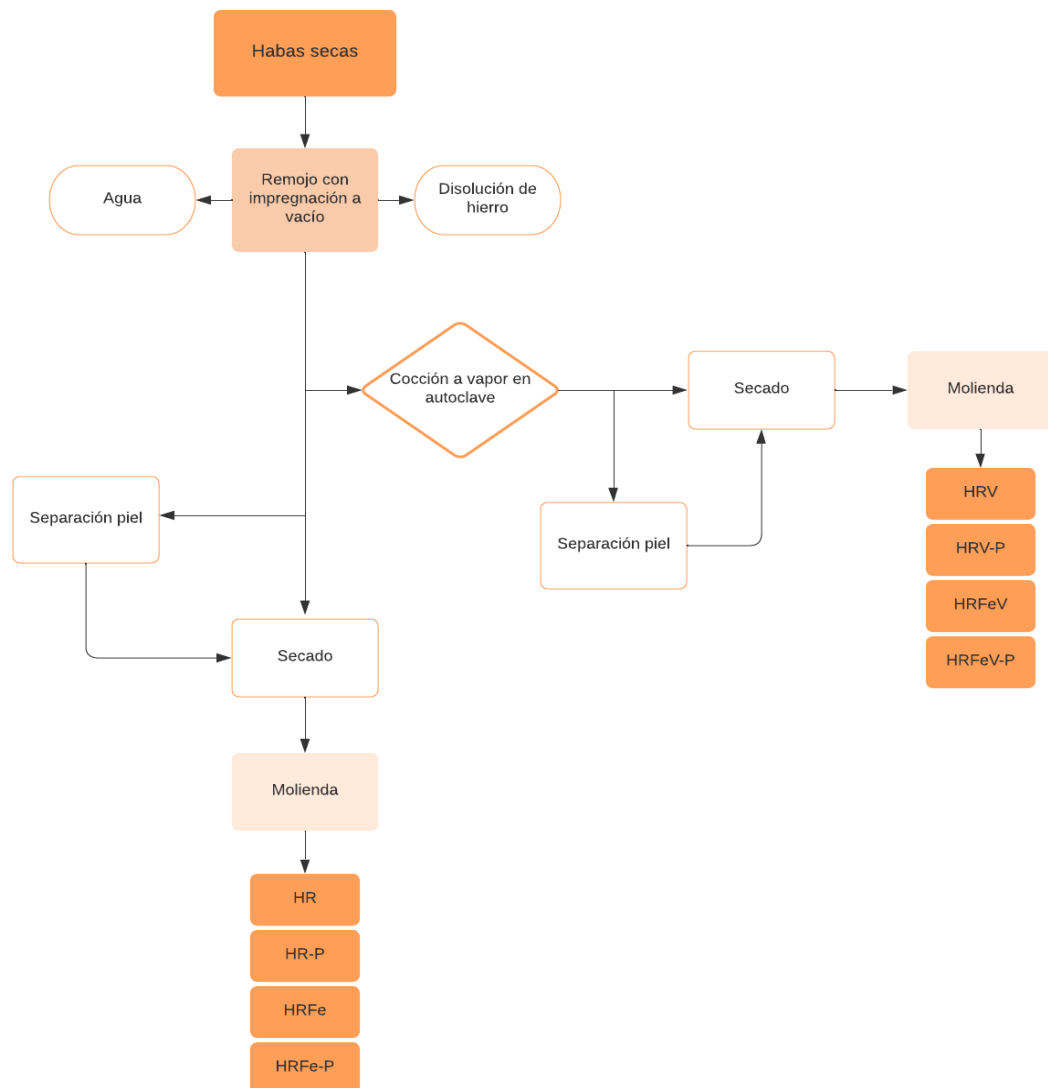 Habas secas
Agua
Remojo con
impregnación a
vacío
Disolución de
hierro
Cocción a vapor en
autoclave
Secado
Molienda
Separación piel
Separación piel
HRV
HRV-P
HRFeV
HRFeV-P
Secado
Molienda
HR
HR-P
HRFe
HRFe-P